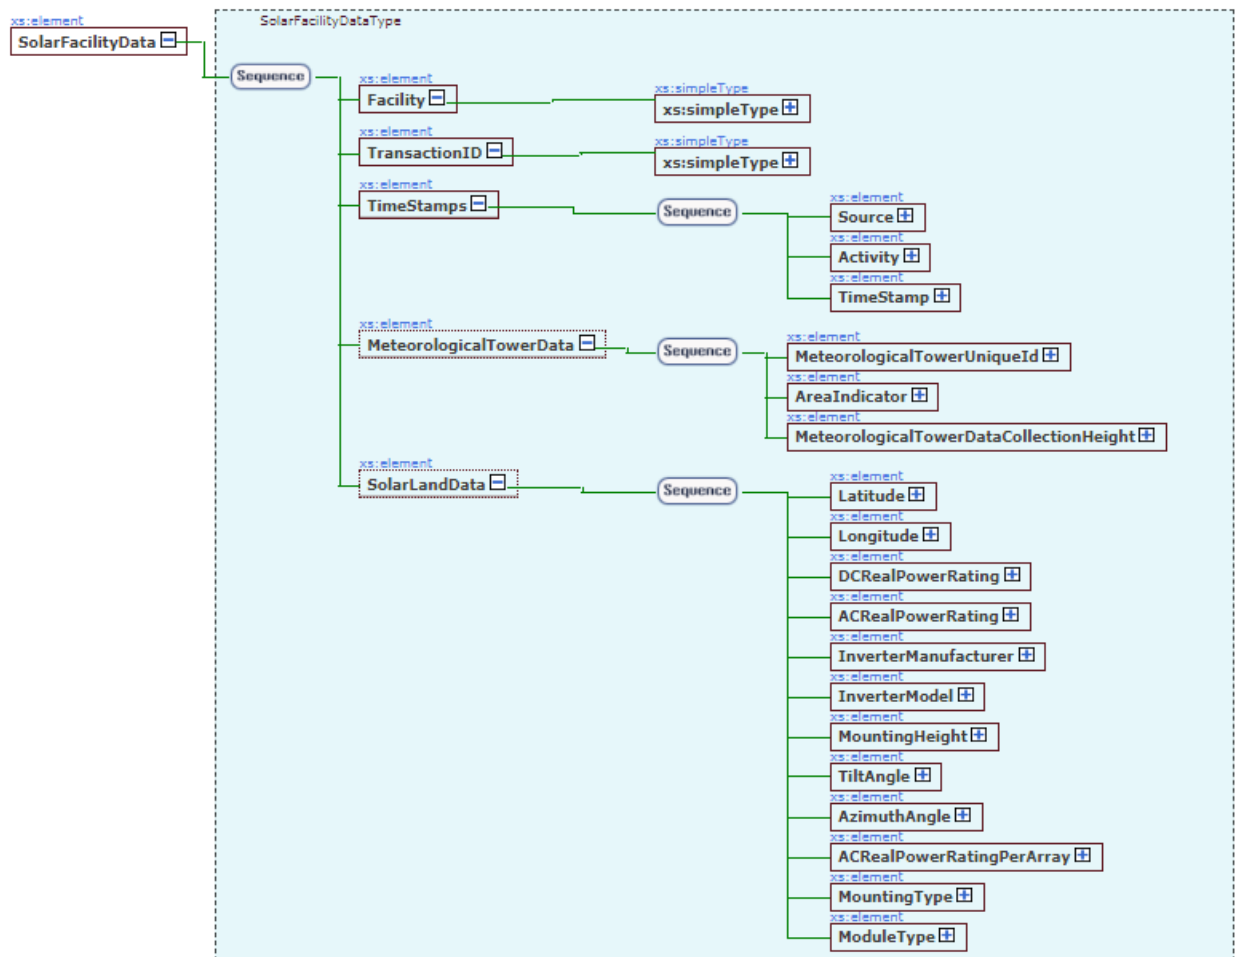 SolarFacilityDataType
xs:element
SolarFacilityData
Sequence
xs:element
Facility
xs:simpleType
xs:simpleType
xs:element
TransactionID
xs:simpleType
xs:simpleType
xs:element
TimeStamps
Sequence
xs:element
Source
xs:element
Activity
xs:element
TimeStamp
xs:element
MeteorologicalTowerData
Sequence
xs:element
MeteorologicalTowerUniqueId
xs:element
AreaIndicator
xs:element
MeteorologicalTowerDataCollectionHeight
xs:element
SolarLandData
Sequence
xs:element
Latitude
xs:element
Longitude
xs:element
DCRealPowerRating
xs:element
ACRealPowerRating
xs:element
InverterManufacturer
xs:element
InverterModel
xs:element
MountingHeight
xs:element
TiltAngle
xs:element
AzimuthAngle
xs:element
ACRealPowerRatingPerArray
xs:element
MountingType
xs:element
ModuleType